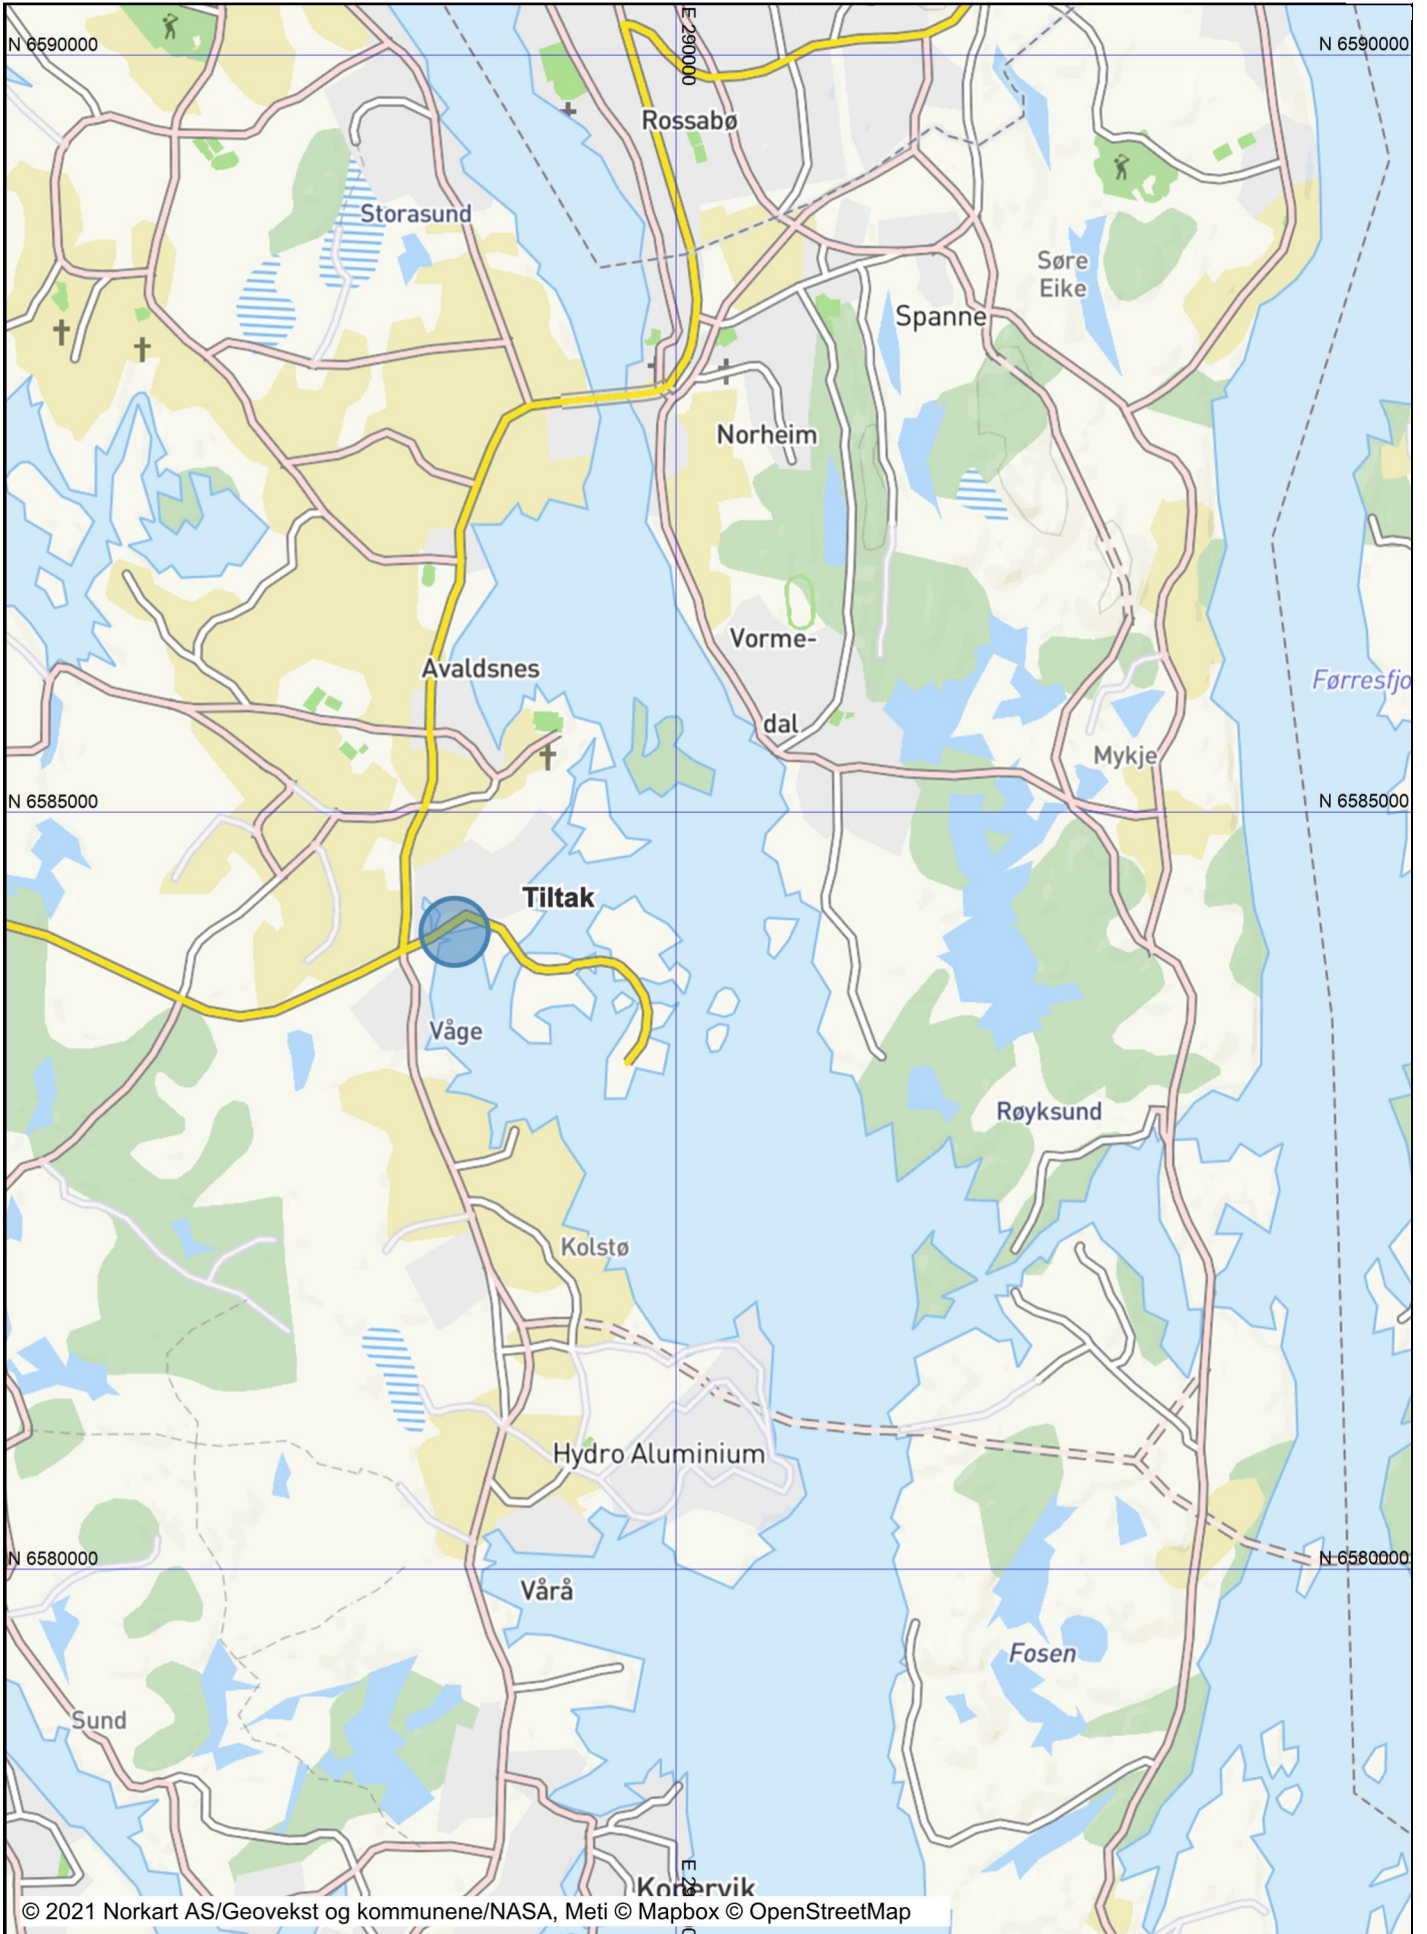 N 6590000
E 290000
N 6590000
Rossabø
Storasund
Søre
Eike
Spanne
Norheim
Vorme-
Avaldsnes
Førresfjo
dal
Mykje
N 6585000
N 6585000
Tiltak
Våge
Røyksund
Kolstø
Hydro Aluminium
N 6580000
N 6580000
Vårå
Fosen
Sund
Kopervik
© 2021 Norkart AS/Geovekst og kommunene/NASA, Meti © Mapbox © OpenStreetMap